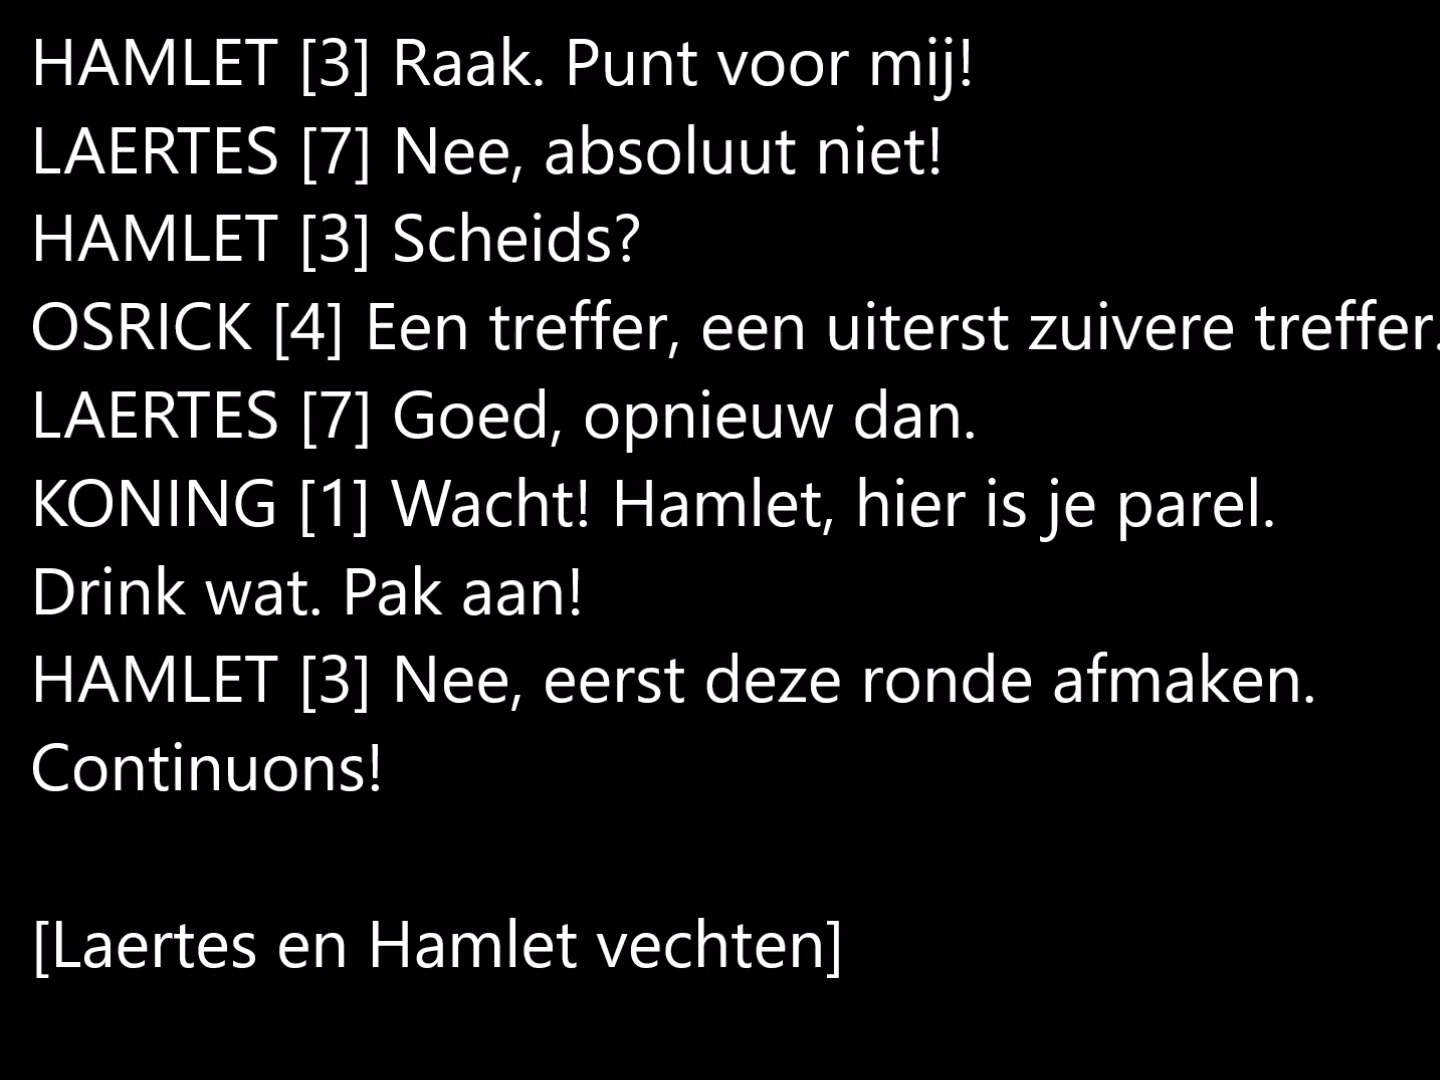 HAMLET [3] Raak. Punt voor mij!
LAERTES [7] Nee, absoluut niet!
HAMLET [3] Scheids?
OSRICK [4] Een treffer, een uiterst zuivere treffer.
LAERTES [7] Goed, opnieuw dan.
KONING [1] Wacht! Hamlet, hier is je parel.
Drink wat. Pak aan!
HAMLET [3] Nee, eerst deze ronde afmaken.
Continuons!
[Laertes en Hamlet vechten]